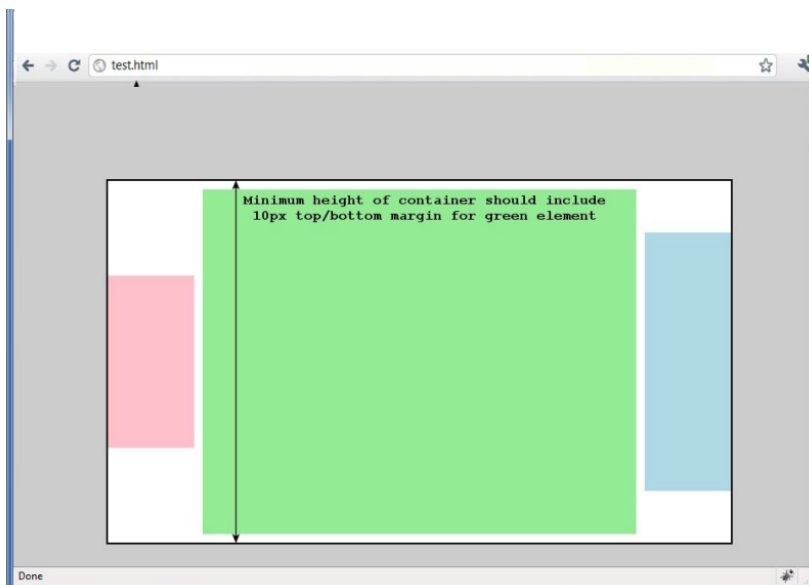 test.html
Minimum height of container should include
10px top/bottom margin for green element
Done